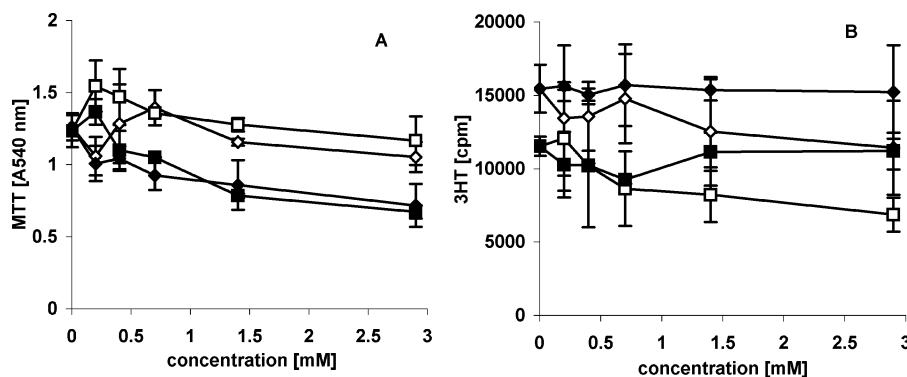 A
MTT [A540 nm]
2
1.5
1
0.5
0
0 0.5 1 1.5 2 2.5 3
concentration [mM]
B
3HT [cpm]
20000
15000
10000
5000
0
0 0.5 1 1.5 2 2.5 3
concentration [mM]